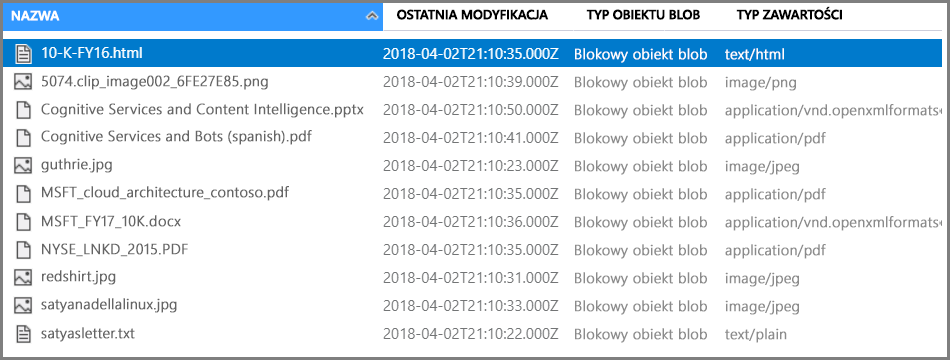 NAZWA OSTATNIA MODYFIKACJA TYP OBIEKTU BLOB TYP ZAWARTOŚCI
10-K-FY16.html 2018-04-02T21:10:35.000Z Blokowy obiekt blob text/html
5074.clip_image002_6FE27E85.png 2018-04-02T21:10:39.000Z Blokowy obiekt blob image/png
Cognitive Services and Content Intelligence.pptx 2018-04-02T21:10:50.000Z Blokowy obiekt blob application/vnd.openxmlformats
Cognitive Services and Bots (spanish).pdf 2018-04-02T21:10:41.000Z Blokowy obiekt blob application/pdf
guthrie.jpg 2018-04-02T21:10:23.000Z Blokowy obiekt blob image/jpeg
MSFT_cloud_architecture_contoso.pdf 2018-04-02T21:10:35.000Z Blokowy obiekt blob application/pdf
MSFT_FY17_10K.docx 2018-04-02T21:10:36.000Z Blokowy obiekt blob application/vnd.openxmlformats
NYSE_LNKD_2015.PDF 2018-04-02T21:10:35.000Z Blokowy obiekt blob application/pdf
redshirt.jpg 2018-04-02T21:10:31.000Z Blokowy obiekt blob image/jpeg
satyanadellalinux.jpg 2018-04-02T21:10:33.000Z Blokowy obiekt blob image/jpeg
satyasletter.txt 2018-04-02T21:10:22.000Z Blokowy obiekt blob text/plain